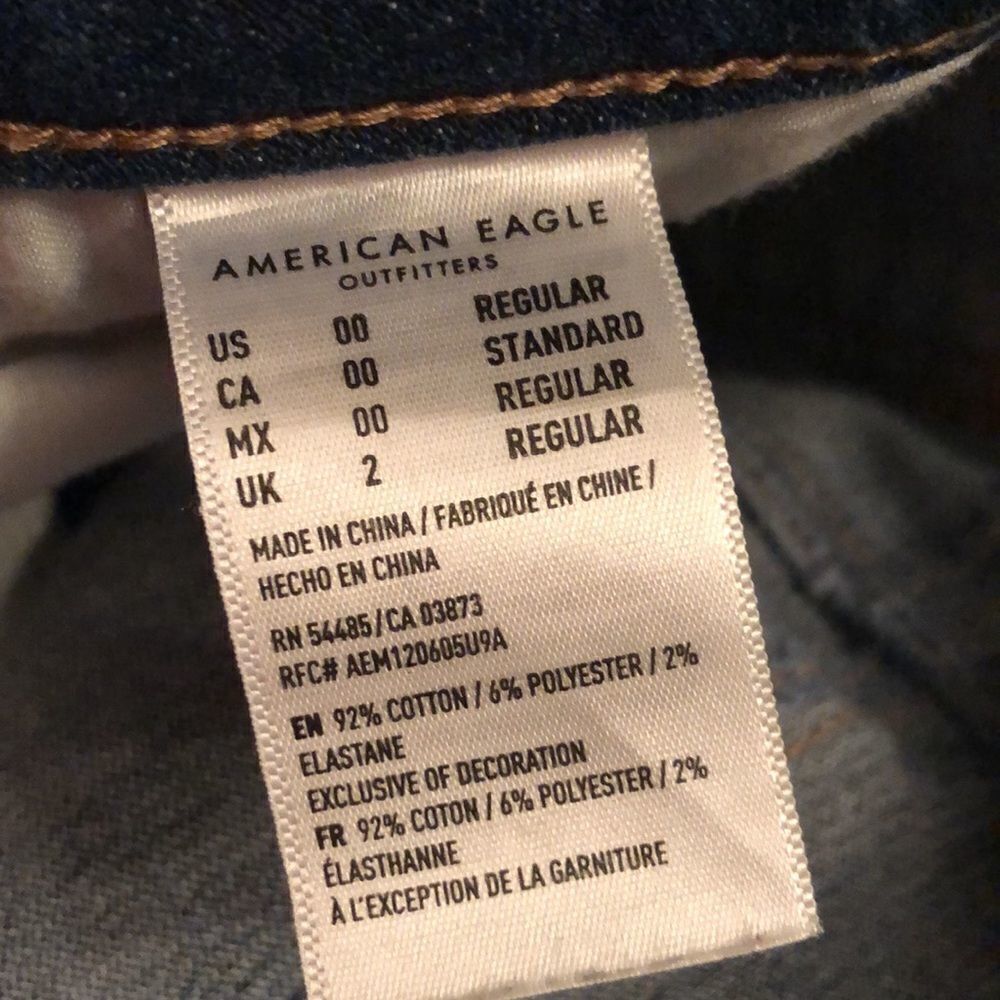 AMERICAN EAGLE
OUTFITTERS
US 00 REGULAR
CA 00 STANDARD
MX 00 REGULAR
UK 2 REGULAR
MADE IN CHINA / FABRIQUÉ EN CHINE /
HECHO EN CHINA
RN 54485/CA 03873
RFC# AEM120605U9A
EN 92% COTTON / 6% POLYESTER / 2%
ELASTANE
EXCLUSIVE OF DECORATION
FR 92% COTON / 6% POLYESTER / 2%
ÉLASTHANNE
À L'EXCEPTION DE LA GARNITURE